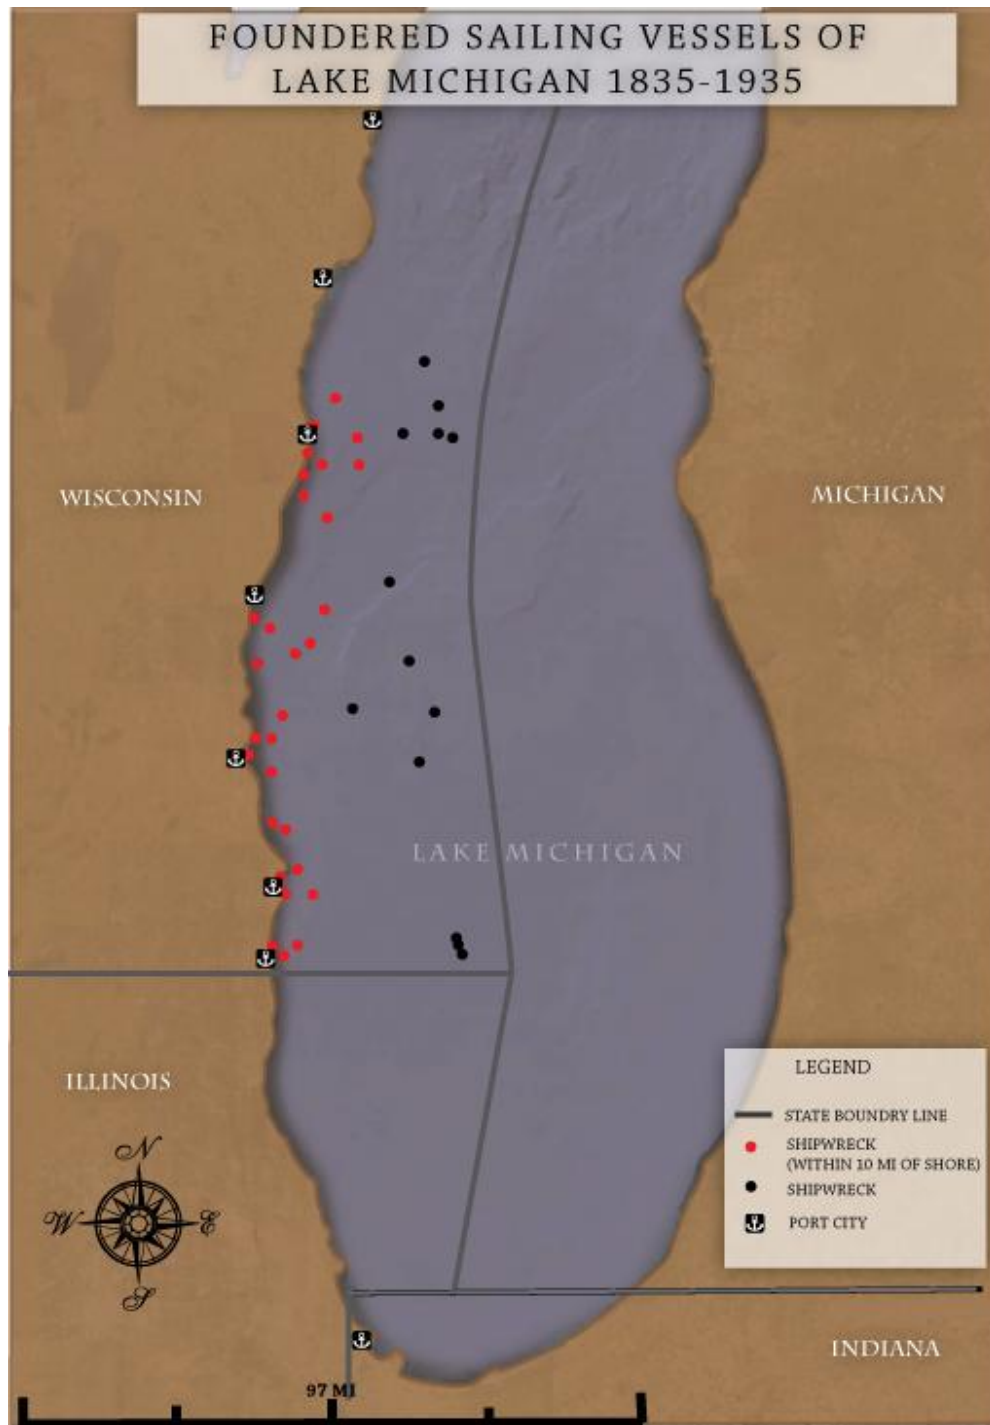 FOUNDERED SAILING VESSELS OF
LAKE MICHIGAN 1835-1935
WISCONSIN
MICHIGAN
LAKE MICHIGAN
ILLINOIS
N
W
E
S
LEGEND
STATE BOUNDRY LINE
SHIPWRECK
(WITHIN 10 MI OF SHORE)
SHIPWRECK
PORT CITY
INDIANA
97 MI